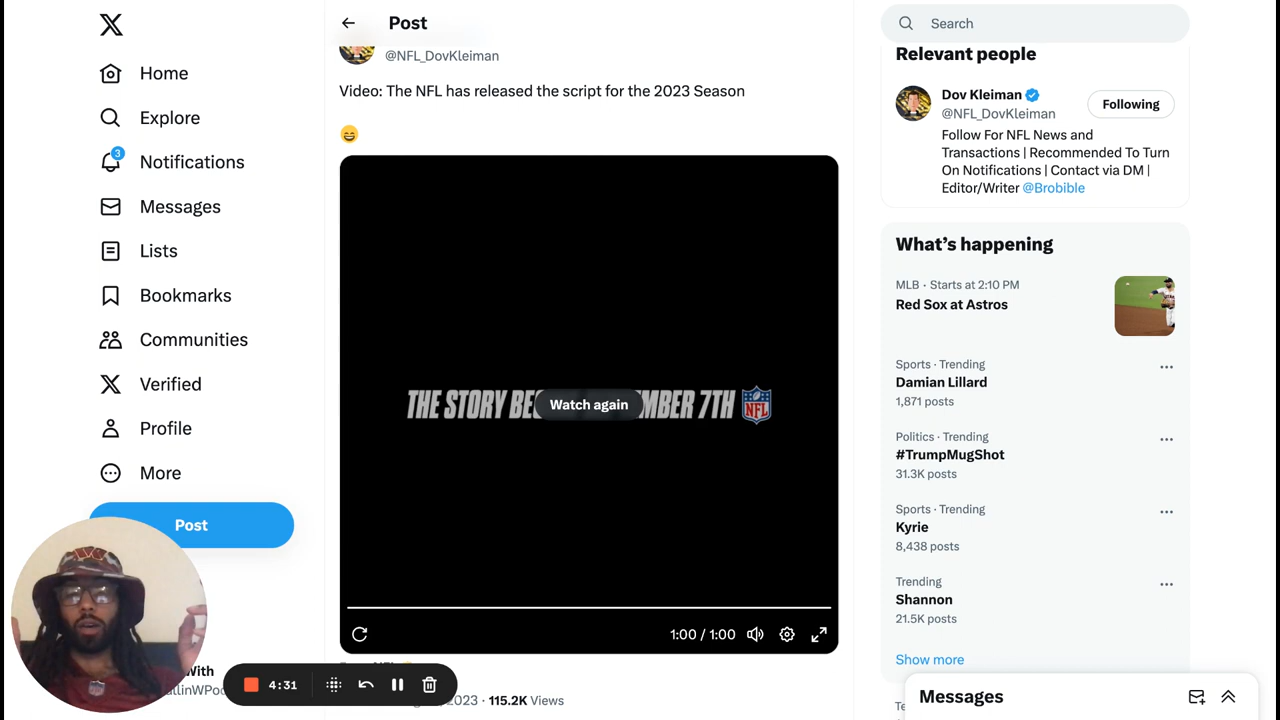 Home
Explore
3
Notifications
Messages
Lists
Bookmarks
Communities
Verified
Profile
More
Post
With
4:31
Post
@NFL_DovKleiman
Video: The NFL has released the script for the 2023 Season
THE STORY
Watch again
7TH
NFL
1:00 / 1:00
2023 · 115.2K Views
Search
Relevant people
Dov Kleiman
@NFL_DovKleiman
Following
Follow For NFL News and
Transactions | Recommended To Turn
On Notifications | Contact via DM |
Editor/Writer @Brobible
What's happening
MLB · Starts at 2:10 PM
Red Sox at Astros
Sports · Trending
Damian Lillard
1,871 posts
Politics · Trending
#TrumpMugShot
31.3K posts
Sports · Trending
Kyrie
8,438 posts
Trending
Shannon
21.5K posts
Show more
Messages